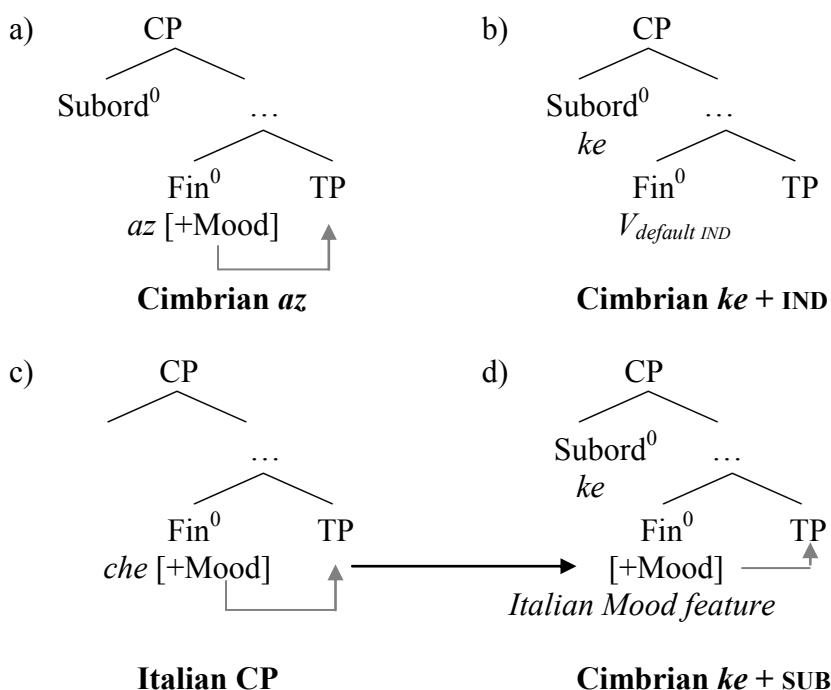 a)
CP
Subord⁰
…
Fin⁰ TP
az [+Mood]
Cimbrian az
b)
CP
Subord⁰
ke
…
Fin⁰ TP
V default IND
Cimbrian ke + IND
c)
CP
…
Fin⁰ TP
che [+Mood]
Italian CP
d)
CP
Subord⁰
ke
…
Fin⁰ TP
[+Mood]
Italian Mood feature
Cimbrian ke + SUB